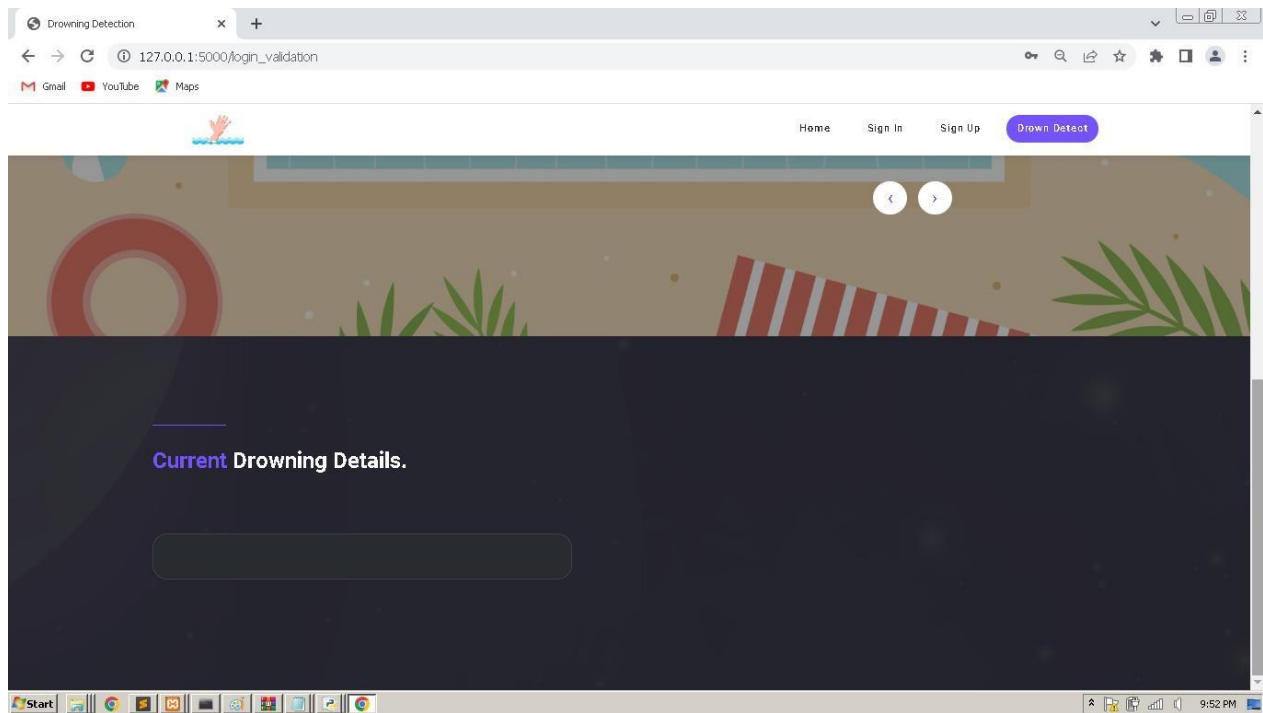 Drowning Detection
127.0.0.1:5000/login_validation
Gmail YouTube Maps
Home Sign In Sign Up Drown Detect
Current Drowning Details.
Start 9:52 PM